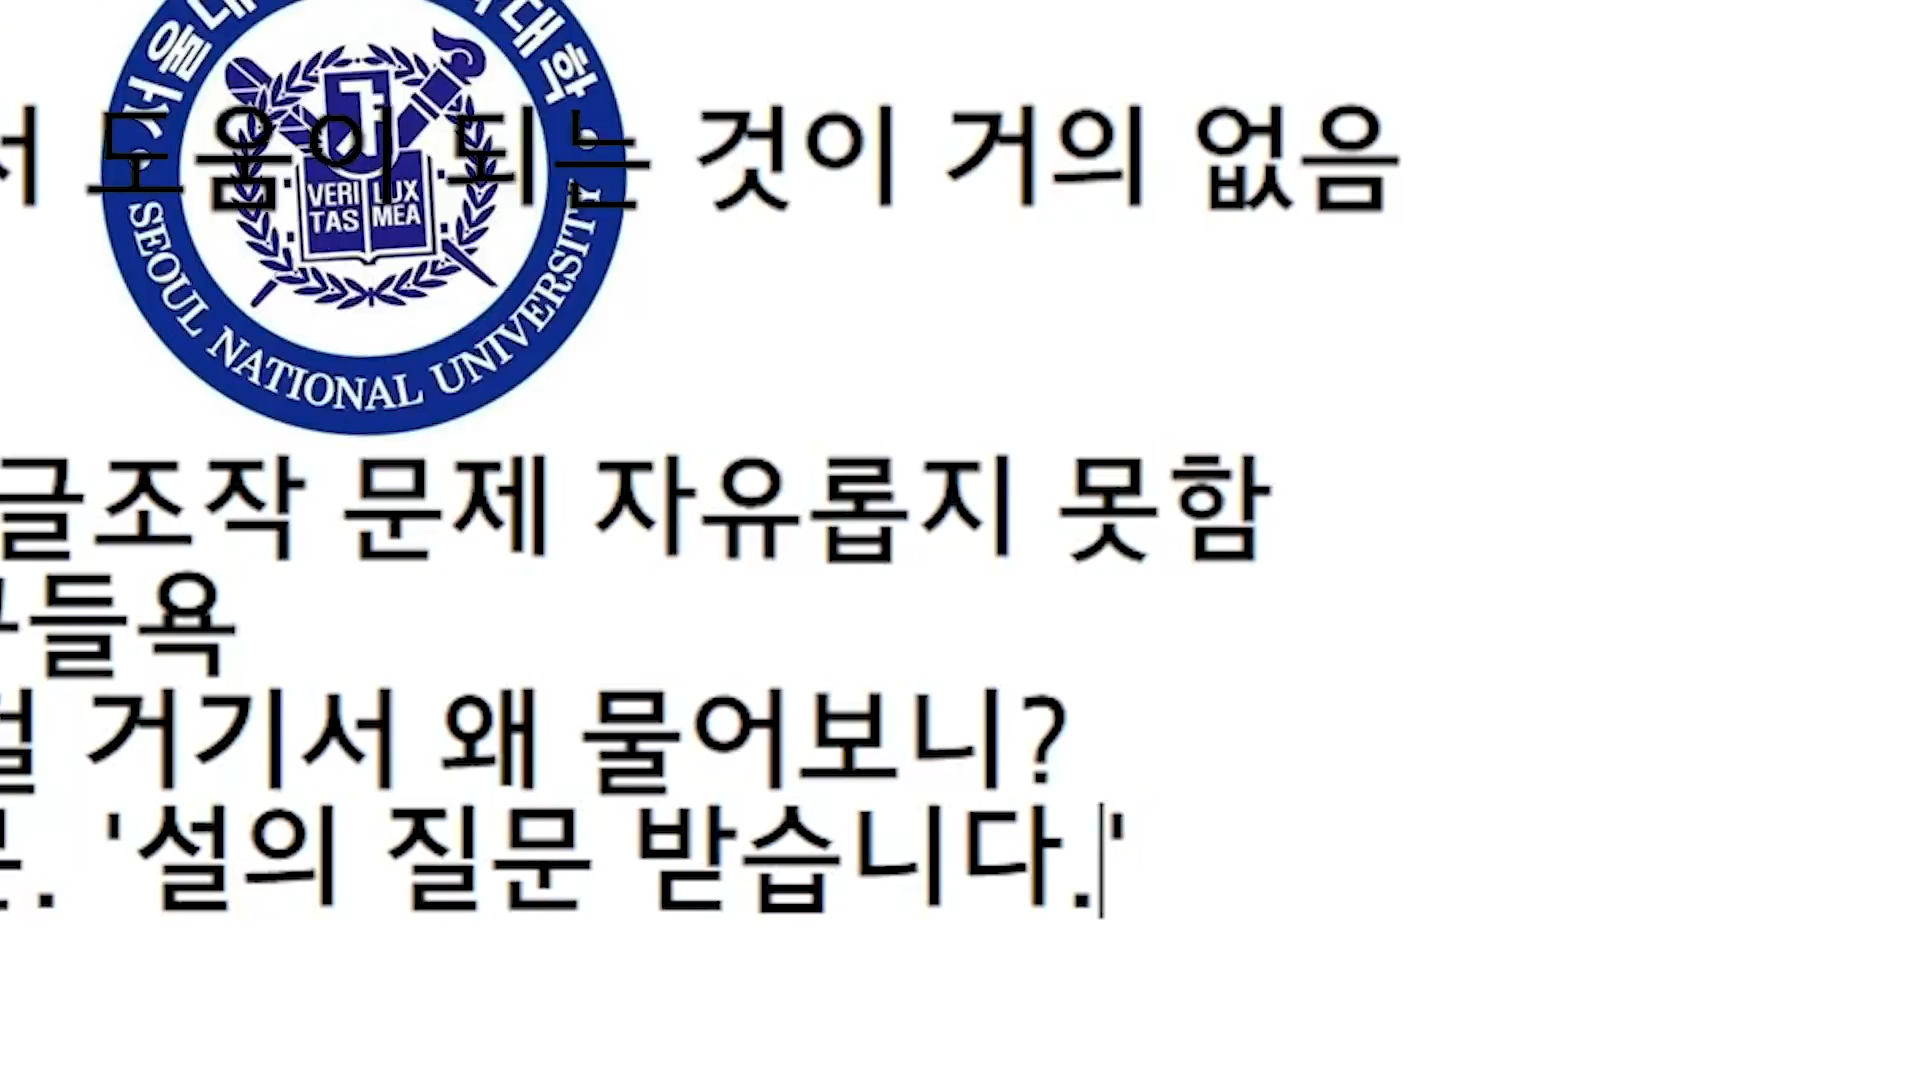 서 도움이 되는 것이 거의 없음
VERI LUX
TAS MEA
SEOUL NATIONAL UNIVERSITY
글조작 문제 자유롭지 못함
들욕
거기서 왜 물어보니?
. '설의 질문 받습니다.'